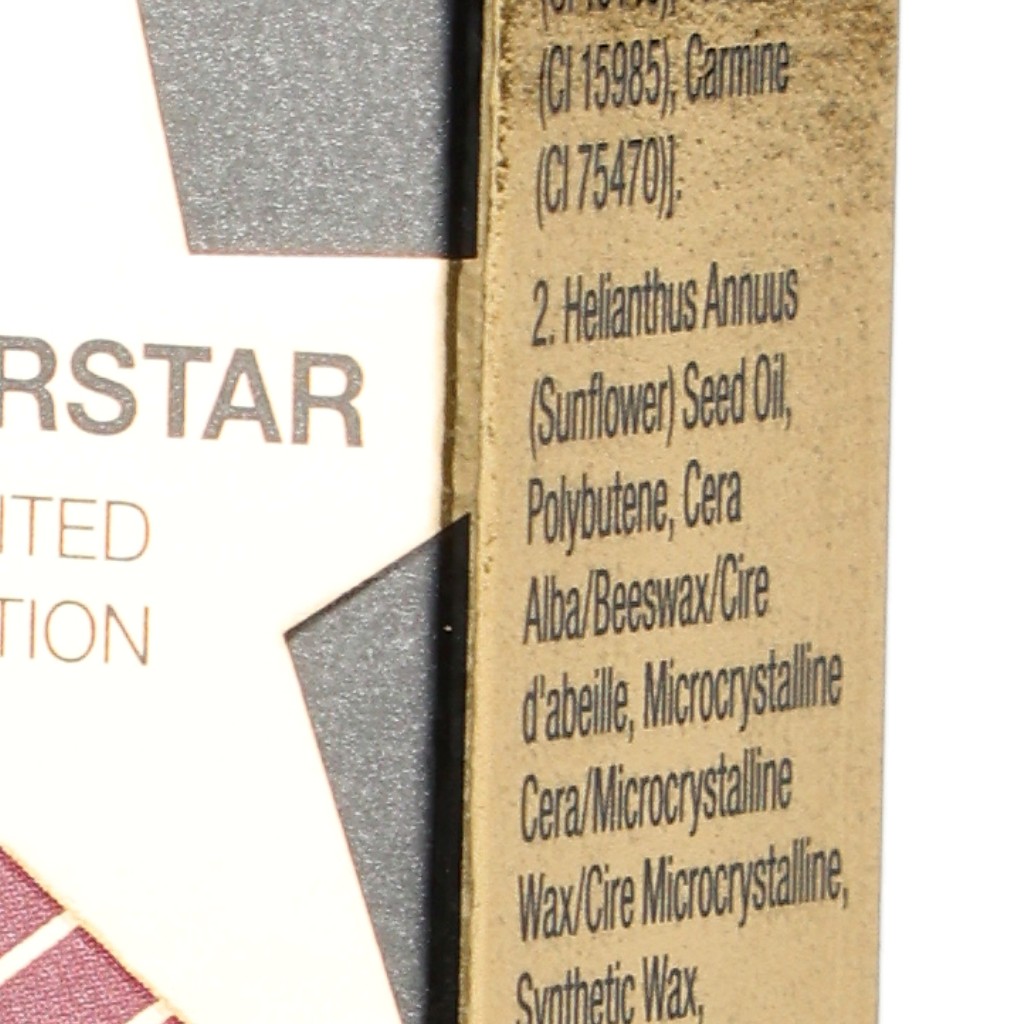 RSTAR
ITED
TION
(CI 15985), Carmine
(CI 75470)].
2. Helianthus Annuus
(Sunflower) Seed Oil,
Polybutene, Cera
Alba/Beeswax/Cire
d'abeille, Microcrystalline
Cera/Microcrystalline
Wax/Cire Microcrystalline,
Synthetic Wax,